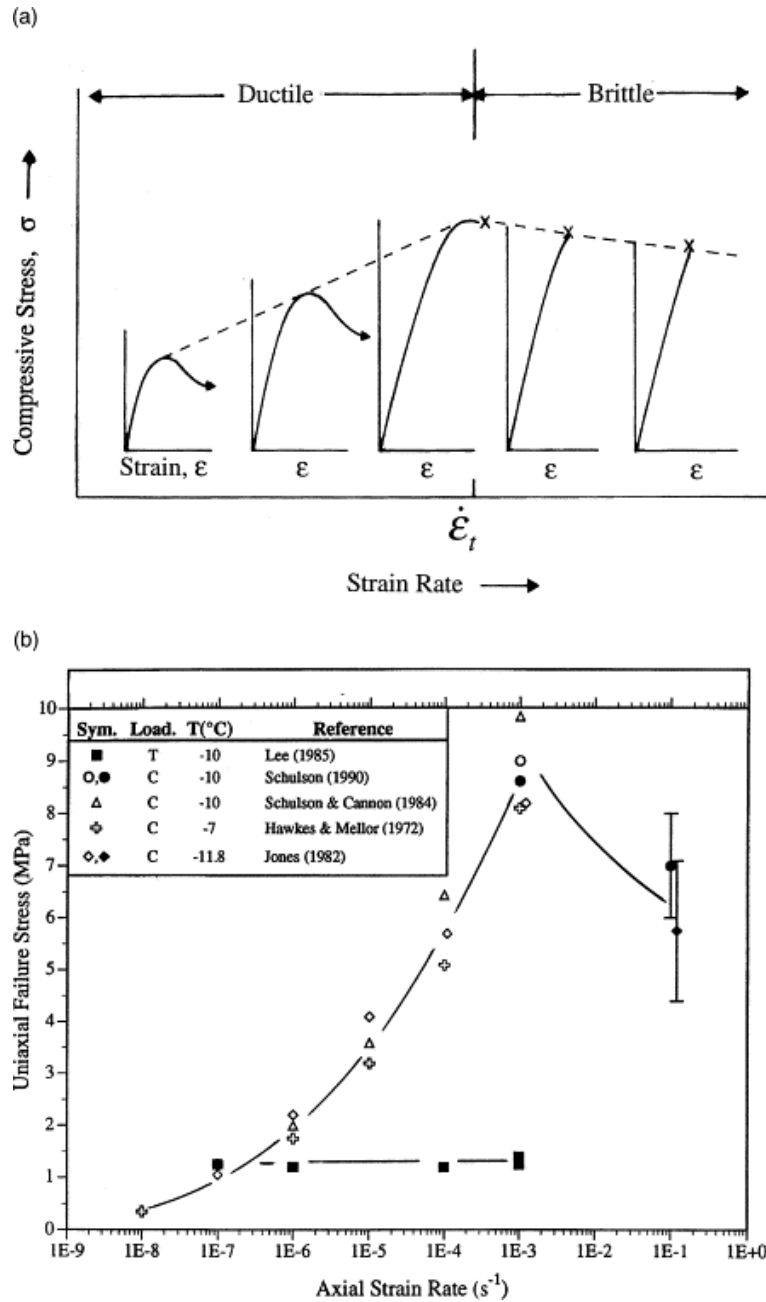 (a)
Ductile
Brittle
Compressive Stress, σ
X
X
X
Strain, ε
ε
ε
ε
ε
ε̇t
Strain Rate
(b)
Uniaxial Failure Stress (MPa)
10
9
8
7
6
5
4
3
2
1
0
Sym. Load. T(°C) Reference
T -10 Lee (1985)
, C -10 Schulson (1990)
C -10 Schulson & Cannon (1984)
C -7 Hawkes & Mellor (1972)
, C -11.8 Jones (1982)
1E-9 1E-8 1E-7 1E-6 1E-5 1E-4 1E-3 1E-2 1E-1 1E+0
Axial Strain Rate (s⁻¹)